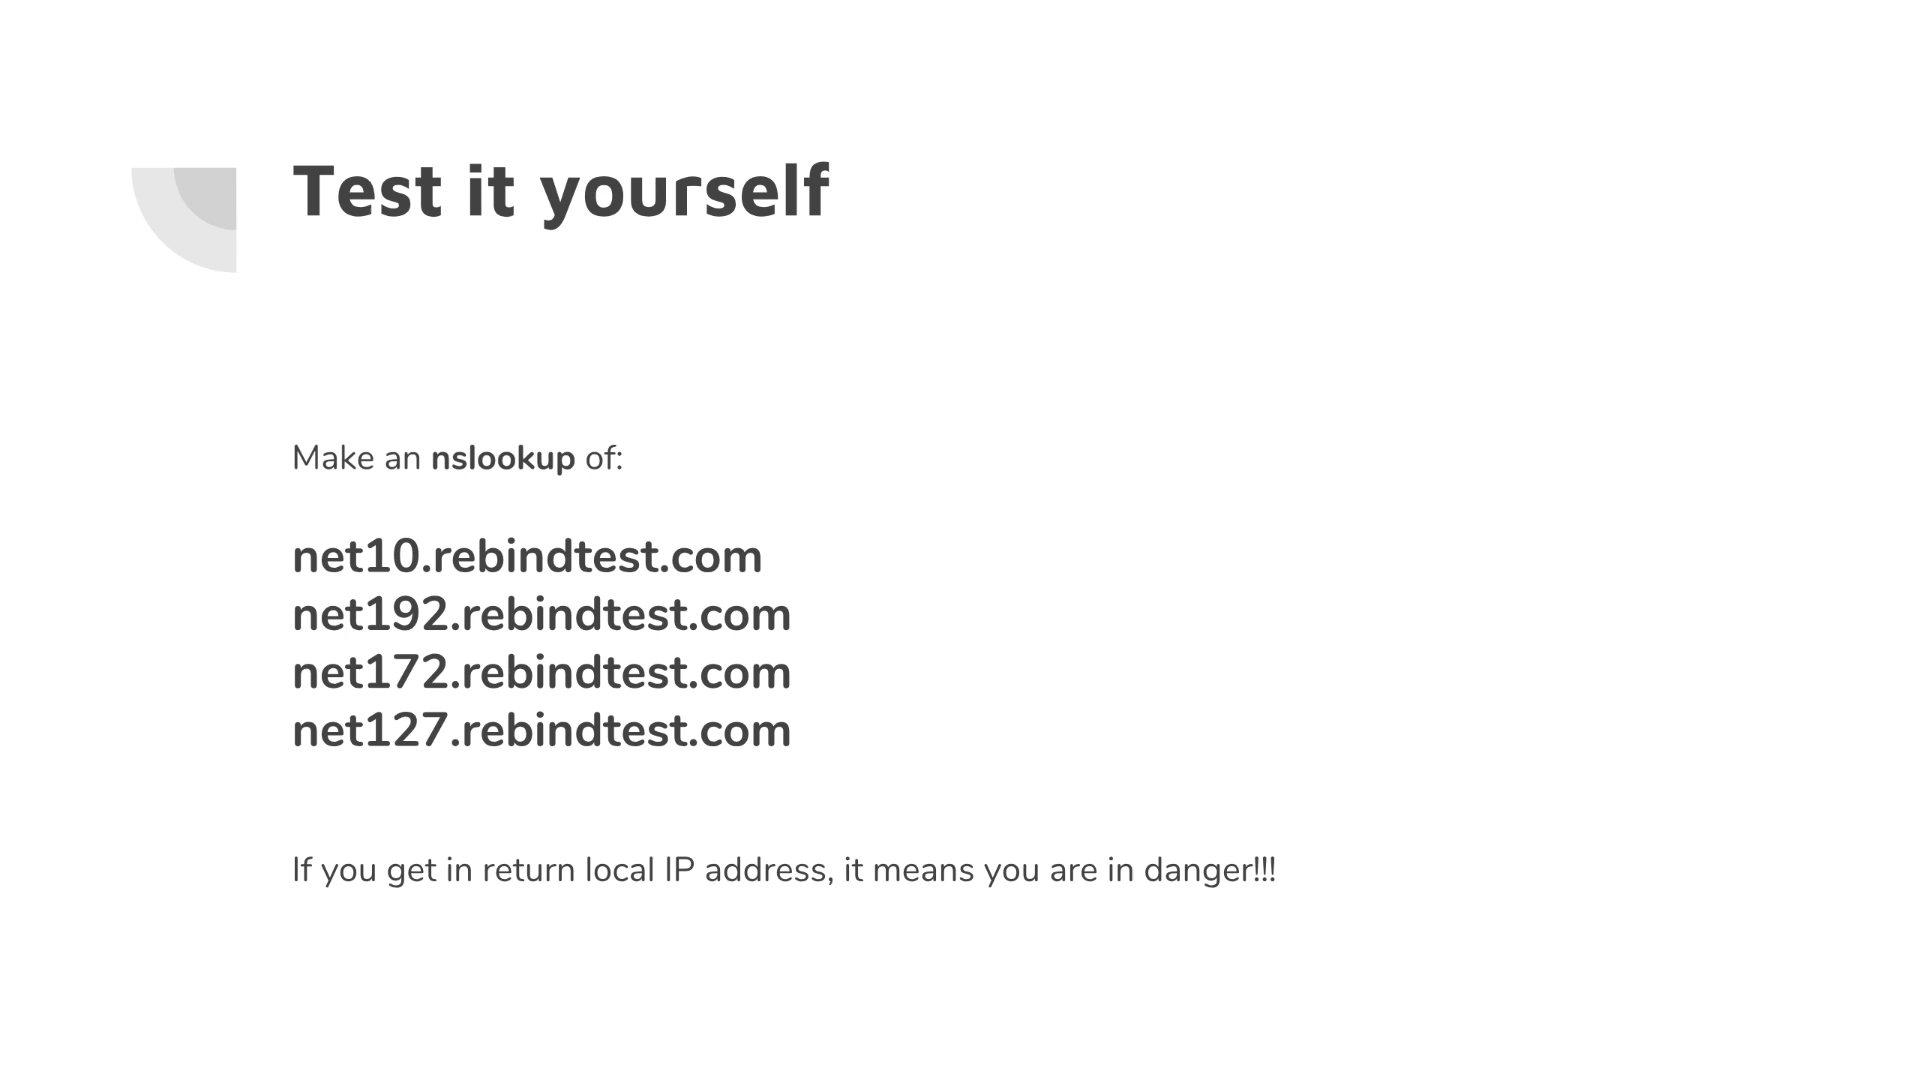 Test it yourself
Make an nslookup of:
net10.rebindtest.com
net192.rebindtest.com
net172.rebindtest.com
net127.rebindtest.com
If you get in return local IP address, it means you are in danger!!!